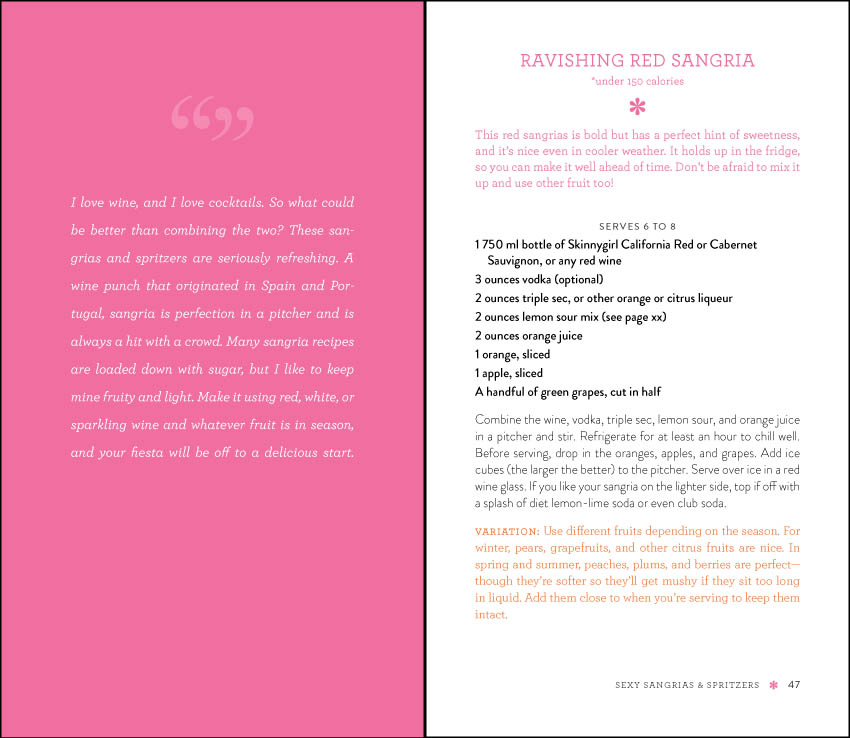 “”
I love wine, and I love cocktails. So what could
be better than combining the two? These san-
grias and spritzers are seriously refreshing. A
wine punch that originated in Spain and Por-
tugal, sangria is perfection in a pitcher and is
always a hit with a crowd. Many sangria recipes
are loaded down with sugar, but I like to keep
mine fruity and light. Make it using red, white, or
sparkling wine and whatever fruit is in season,
and your fiesta will be off to a delicious start.
RAVISHING RED SANGRIA
*under 150 calories
*
This red sangrias is bold but has a perfect hint of sweetness,
and it’s nice even in cooler weather. It holds up in the fridge,
so you can make it well ahead of time. Don’t be afraid to mix it
up and use other fruit too!
SERVES 6 TO 8
1 750 ml bottle of Skinnygirl California Red or Cabernet
Sauvignon, or any red wine
3 ounces vodka (optional)
2 ounces triple sec, or other orange or citrus liqueur
2 ounces lemon sour mix (see page xx)
2 ounces orange juice
1 orange, sliced
1 apple, sliced
A handful of green grapes, cut in half
Combine the wine, vodka, triple sec, lemon sour, and orange juice
in a pitcher and stir. Refrigerate for at least an hour to chill well.
Before serving, drop in the oranges, apples, and grapes. Add ice
cubes (the larger the better) to the pitcher. Serve over ice in a red
wine glass. If you like your sangria on the lighter side, top if off with
a splash of diet lemon-lime soda or even club soda.
VARIATION: Use different fruits depending on the season. For
winter, pears, grapefruits, and other citrus fruits are nice. In
spring and summer, peaches, plums, and berries are perfect—
though they’re softer so they’ll get mushy if they sit too long
in liquid. Add them close to when you’re serving to keep them
intact.
SEXY SANGRIAS & SPRITZERS * 47